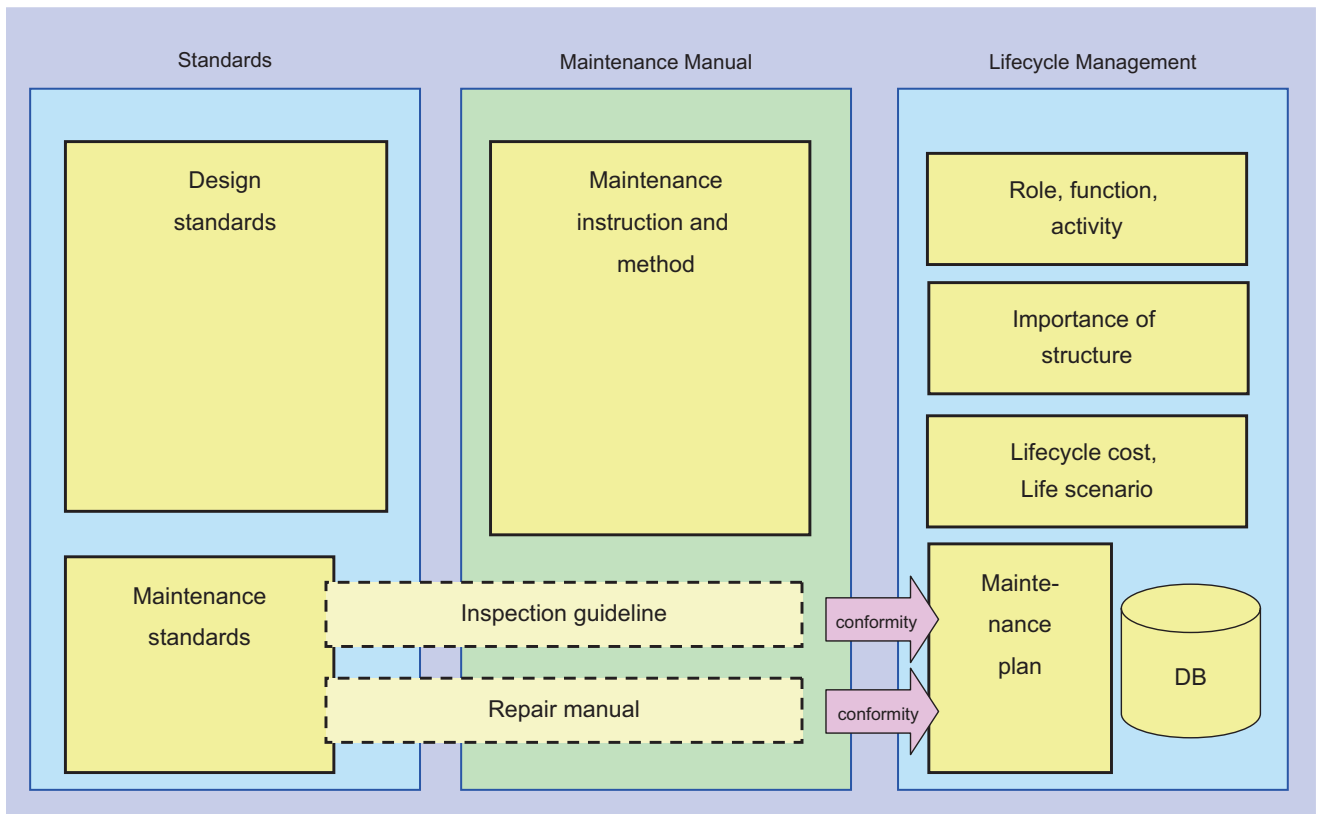 Standards
Maintenance Manual
Lifecycle Management
Design
standards
Maintenance
instruction and
method
Role, function,
activity
Importance of
structure
Lifecycle cost,
Life scenario
Maintenance
standards
Inspection guideline
Repair manual
conformity
conformity
Mainte-
nance
plan
DB